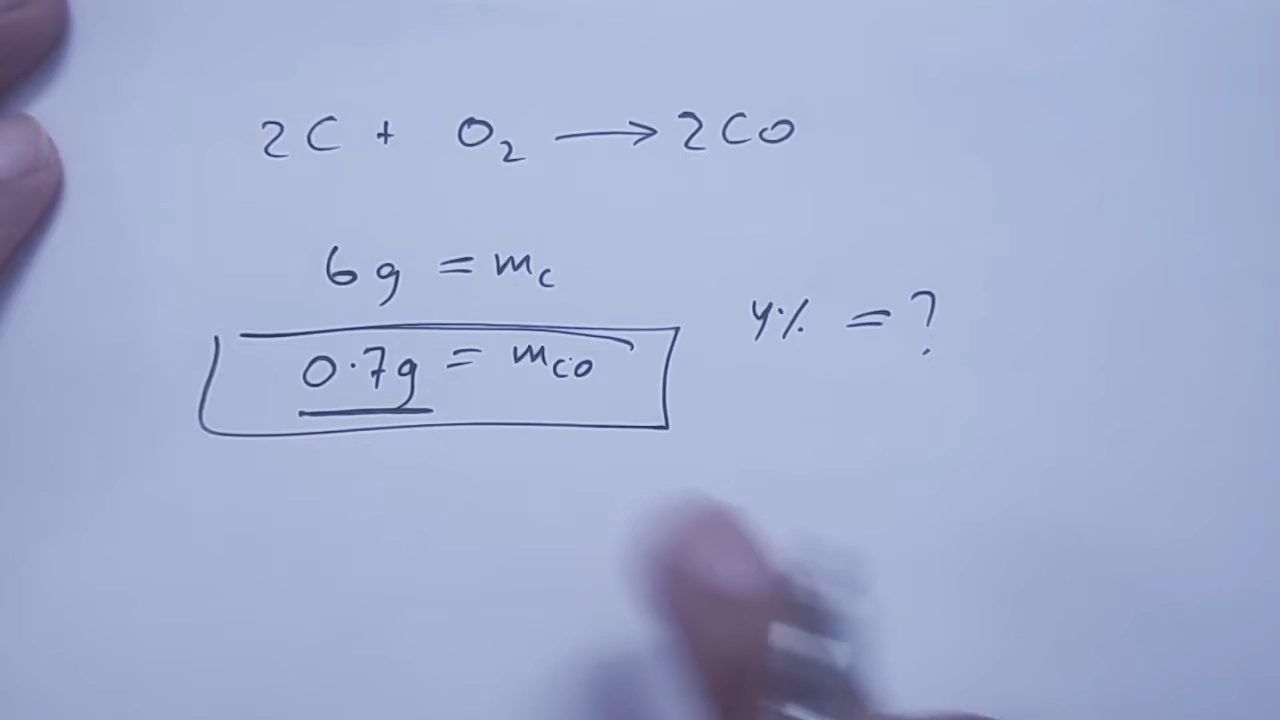 2C + O₂ ⟶ 2CO
6g = mc
0.7g = mco
y% = ?